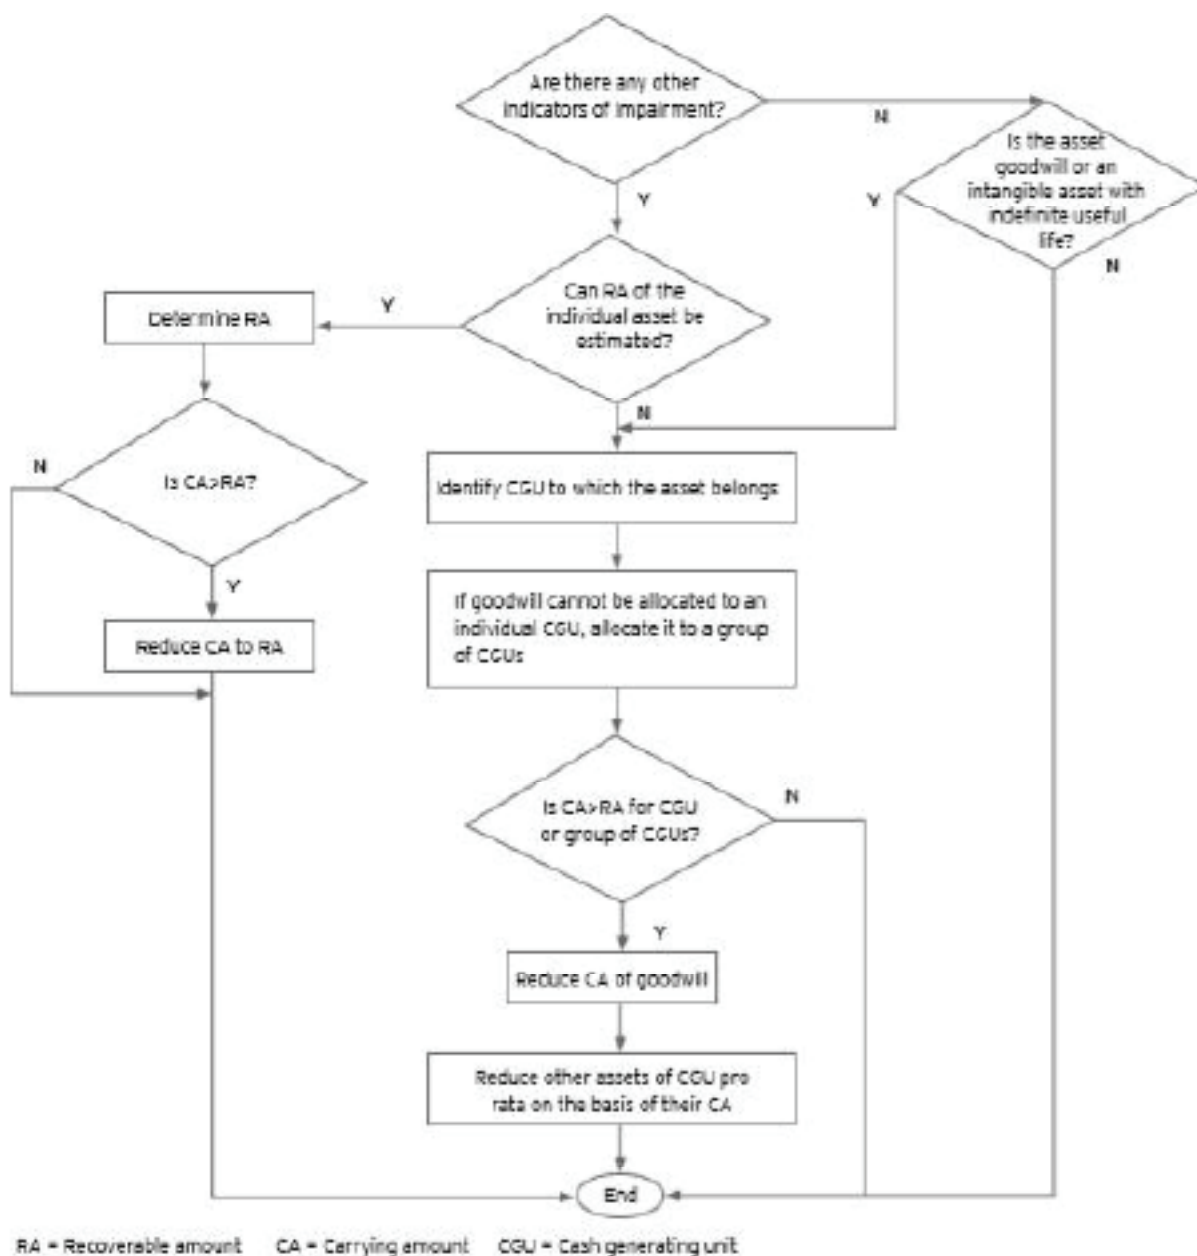 Are there any other
indicators of impairment?
N
Is the asset
goodwill or an
intangible asset with
indefinite useful
life?
Y
Y
N
Can RA of the
individual asset be
estimated?
Y
Determine RA
N
Is CA>RA?
N
Y
Identify CGU to which the asset belongs
If goodwill cannot be allocated to an
individual CGU, allocate it to a group
of CGUs
Reduce CA to RA
Is CA>RA for CGU
or group of CGUs?
N
Y
Reduce CA of goodwill
Reduce other assets of CGU pro
rata on the basis of their CA
End
RA = Recoverable amount CA = Carrying amount CGU = Cash generating unit